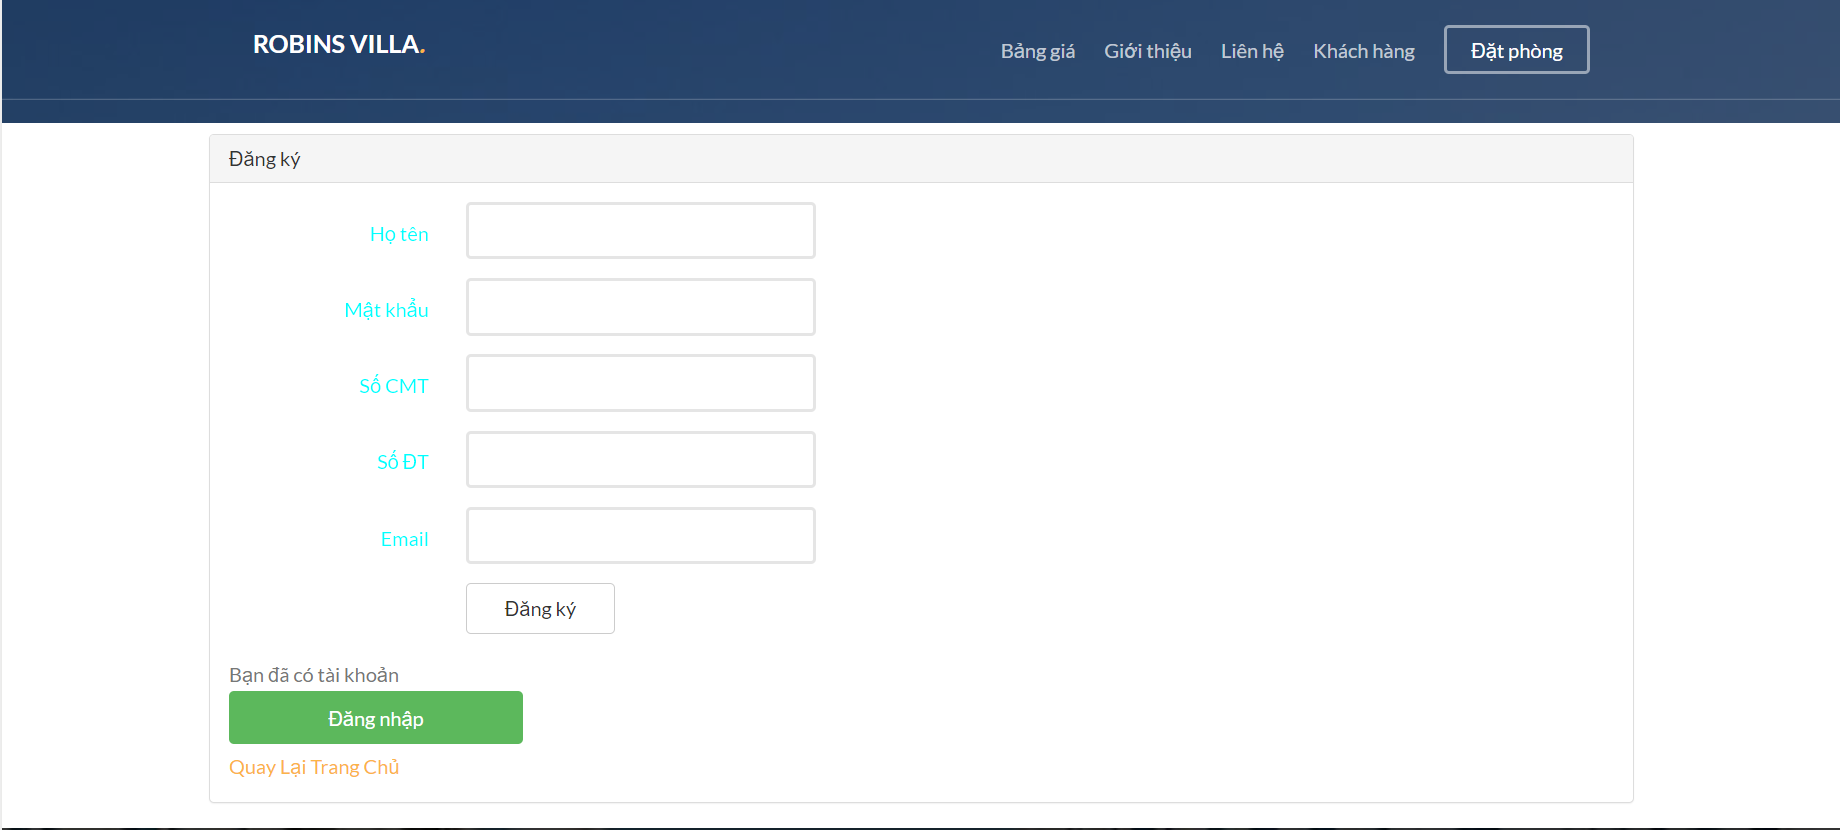 ROBINS VILLA.
Bảng giá Giới thiệu Liên hệ Khách hàng Đặt phòng
Đăng ký
Họ tên
Mật khẩu
Số CMT
Số ĐT
Email
Đăng ký
Bạn đã có tài khoản
Đăng nhập
Quay Lại Trang Chủ